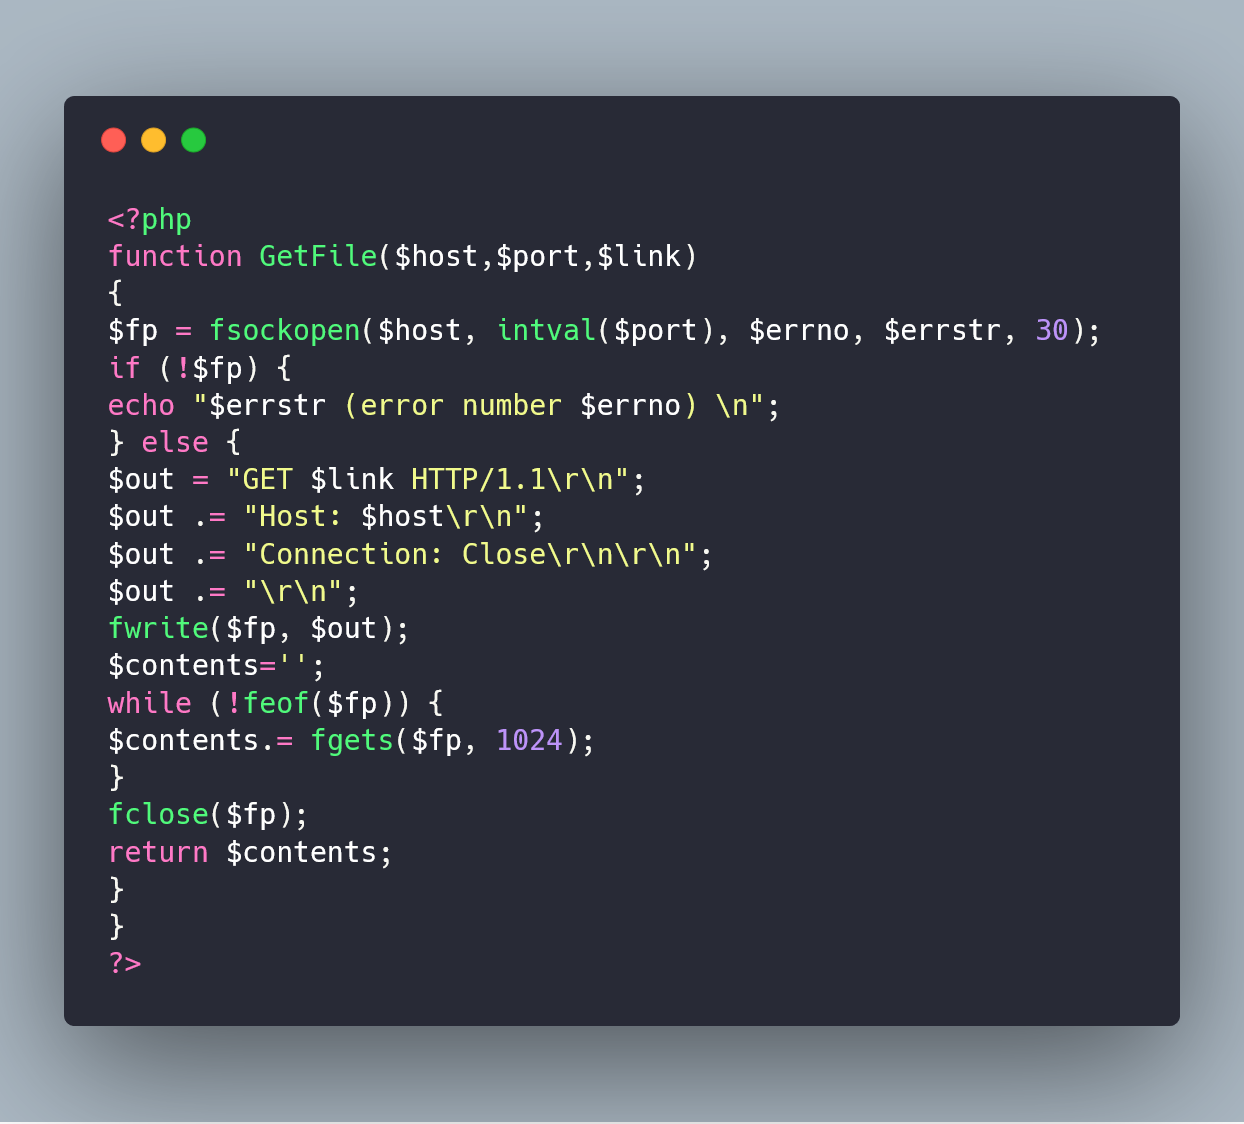 <?php
function GetFile($host,$port,$link)
{
$fp = fsockopen($host, intval($port), $errno, $errstr, 30);
if (!$fp) {
echo "$errstr (error number $errno) \n";
} else {
$out = "GET $link HTTP/1.1\r\n";
$out .= "Host: $host\r\n";
$out .= "Connection: Close\r\n\r\n";
$out .= "\r\n";
fwrite($fp, $out);
$contents='';
while (!feof($fp)) {
$contents.= fgets($fp, 1024);
}
fclose($fp);
return $contents;
}
}
?>